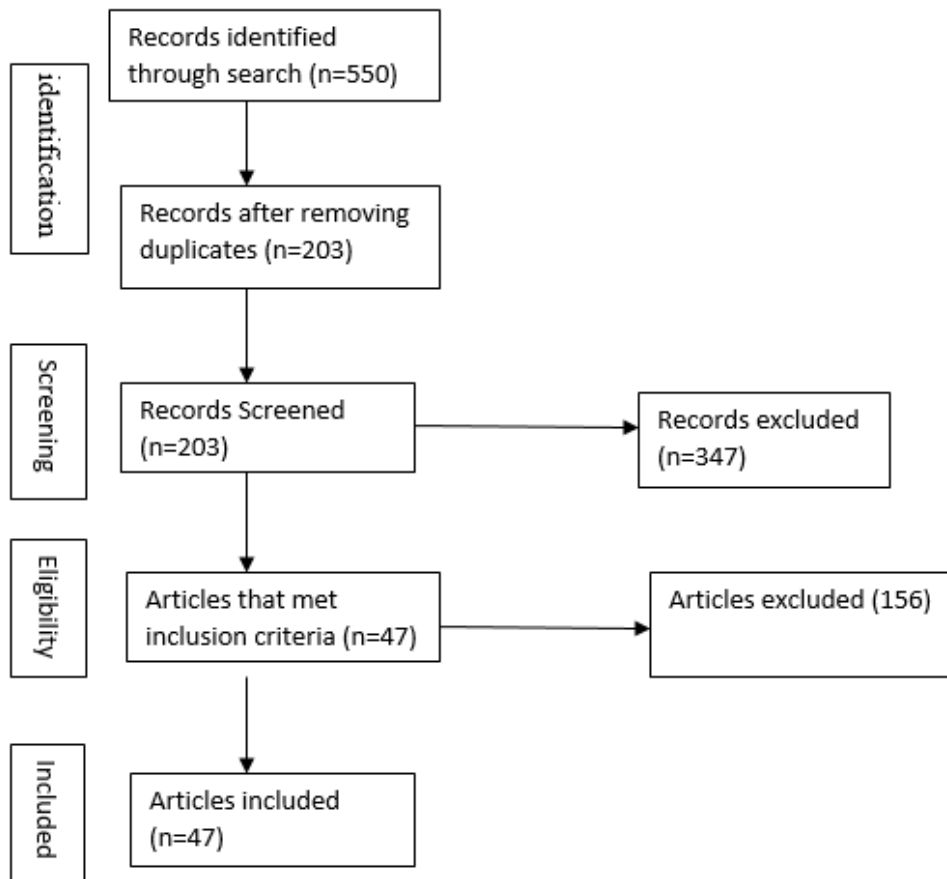 identification
Records identified
through search (n=550)
Records after removing
duplicates (n=203)
Screening
Records Screened
(n=203)
Records excluded
(n=347)
Eligibility
Articles that met
inclusion criteria (n=47)
Articles excluded (156)
Included
Articles included
(n=47)